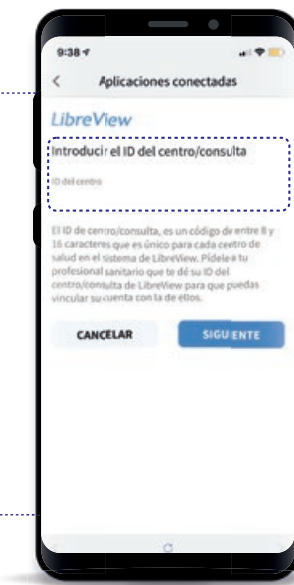 9:38
Aplicaciones conectadas
LibreView
Introducir el ID del centro/consulta
ID del centro
El ID de centro/consulta, es un código de entre 8 y
16 caracteres que es único para cada centro de
salud en el sistema de LibreView. Pídele a tu
profesional sanitario que te dé su ID del
centro/consulta de LibreView para que puedas
vincular su cuenta con la de ellos.
CANCELAR
SIGUIENTE